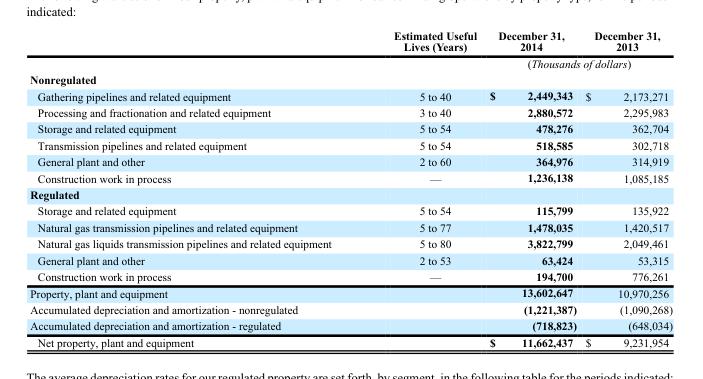 indicated:
Estimated Useful Lives (Years) December 31, 2014 December 31, 2013
(Thousands of dollars)
Nonregulated
Gathering pipelines and related equipment 5 to 40 $ 2,449,343 $ 2,173,271
Processing and fractionation and related equipment 3 to 40 2,880,572 2,295,983
Storage and related equipment 5 to 54 478,276 362,704
Transmission pipelines and related equipment 5 to 54 518,585 302,718
General plant and other 2 to 60 364,976 314,919
Construction work in process — 1,236,138 1,085,185
Regulated
Storage and related equipment 5 to 54 115,799 135,922
Natural gas transmission pipelines and related equipment 5 to 77 1,478,035 1,420,517
Natural gas liquids transmission pipelines and related equipment 5 to 80 3,822,799 2,049,461
General plant and other 2 to 53 63,424 53,315
Construction work in process — 194,700 776,261
Property, plant and equipment 13,602,647 10,970,256
Accumulated depreciation and amortization - nonregulated (1,221,387) (1,090,268)
Accumulated depreciation and amortization - regulated (718,823) (648,034)
Net property, plant and equipment $ 11,662,437 $ 9,231,954
The average depreciation rates for our regulated property are set forth, by segment, in the following table for the periods indicated: